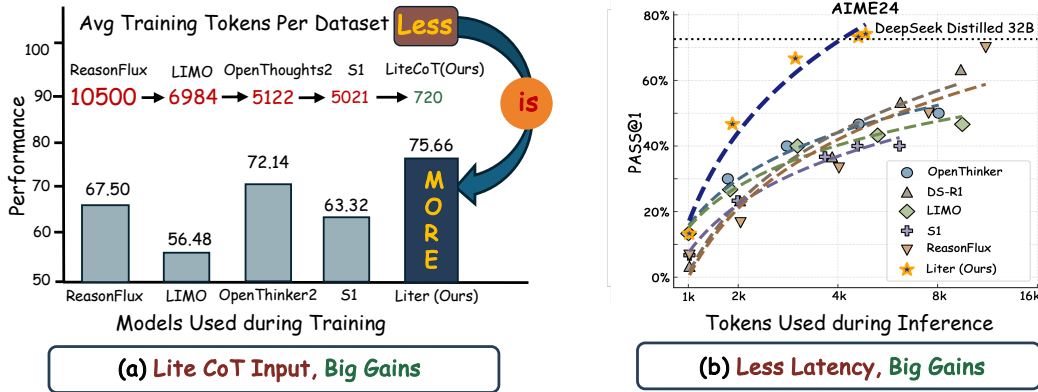 Avg Training Tokens Per Dataset
Less
is
Performance
100
90
80
70
60
50
ReasonFlux LIMO OpenThoughts2 S1 LiteCoT(Ours)
10500 6984 5122 5021 720
67.50 56.48 72.14 63.32 75.66
MORE
ReasonFlux LIMO OpenThinker2 S1 Liter (Ours)
Models Used during Training
(a) Lite CoT Input, Big Gains
AIME24
DeepSeek Distilled 32B
PASS@1
80%
60%
40%
20%
0%
OpenThinker
DS-R1
LIMO
S1
ReasonFlux
Liter (Ours)
1k 2k 4k 8k 16k
Tokens Used during Inference
(b) Less Latency, Big Gains